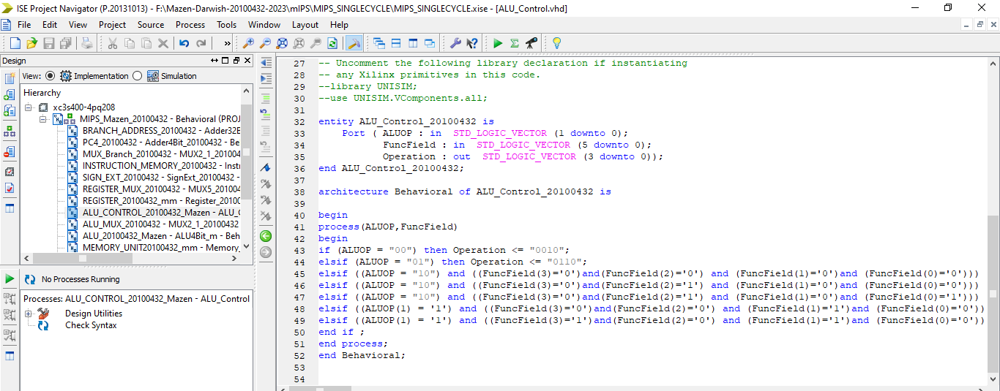 ISE Project Navigator (P.20131013) - F:\Mazen-Darwish-20100432-2023\mIPS\MIPS_SINGLECYCLE\MIPS_SINGLECYCLE.xise - [ALU_Control.vhd]
File Edit View Project Source Process Tools Window Layout Help
Design
View: Implementation Simulation
Hierarchy
xc3s400-4pq208
MIPS_Mazen_20100432 - Behavioral (PROJ
BRANCH_ADDRESS_20100432 - Adder32B
PC4_20100432 - Adder4Bit_20100432 - Be
MUX_Branch_20100432 - MUX2_1_201004
INSTRUCTION_MEMORY_20100432 - Instr
SIGN_EXT_20100432 - SignExt_20100432 -
REGISTER_MUX_20100432 - MUX5_201004
REGISTER_20100432_mm - Register_20100
ALU_CONTROL_20100432_Mazen - ALU_C
ALU_MUX_20100432 - MUX2_1_20100432
ALU_20100432_Mazen - ALU4Bit_m - Beh
MEMORY_UNIT20100432_mm - Memory_
No Processes Running
Processes: ALU_CONTROL_20100432_Mazen - ALU_Control
Design Utilities
Check Syntax
27 -- Uncomment the following library declaration if instantiating
28 -- any Xilinx primitives in this code.
29 --library UNISIM;
30 --use UNISIM.VComponents.all;
31
32 entity ALU_Control_20100432 is
33 Port ( ALUOP : in STD_LOGIC_VECTOR (1 downto 0);
34 FuncField : in STD_LOGIC_VECTOR (5 downto 0);
35 Operation : out STD_LOGIC_VECTOR (3 downto 0));
36 end ALU_Control_20100432;
37
38 architecture Behavioral of ALU_Control_20100432 is
39
40 begin
41 process(ALUOP,FuncField)
42 begin
43 if (ALUOP = "00") then Operation <= "0010";
44 elsif (ALUOP = "01") then Operation <= "0110";
45 elsif ((ALUOP = "10") and ((FuncField(3)='0')and(FuncField(2)='0') and (FuncField(1)='0')and (FuncField(0)='0')))
46 elsif ((ALUOP = "10") and ((FuncField(3)='0')and(FuncField(2)='1') and (FuncField(1)='0')and (FuncField(0)='0')))
47 elsif ((ALUOP = "10") and ((FuncField(3)='0')and(FuncField(2)='1') and (FuncField(1)='0')and (FuncField(0)='1')))
48 elsif ((ALUOP(1) = '1') and ((FuncField(3)='0')and(FuncField(2)='0') and (FuncField(1)='1')and (FuncField(0)='0'))
49 elsif ((ALUOP(1) = '1') and ((FuncField(3)='1')and(FuncField(2)='0') and (FuncField(1)='1')and (FuncField(0)='0'))
50 end if ;
51 end process;
52 end Behavioral;
53
54